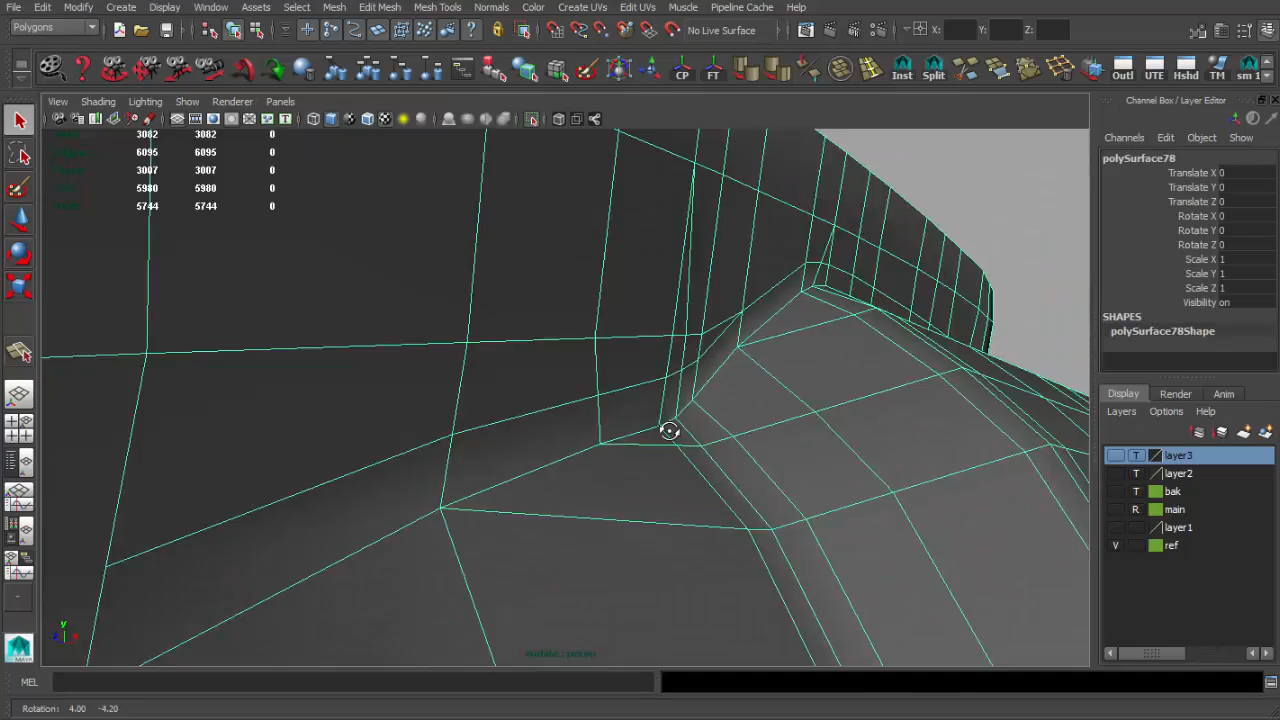 File Edit Modify Create Display Window Assets Select Mesh Edit Mesh Mesh Tools Normals Color Create UVs Edit UVs Muscle Pipeline Cache Help
Polygons
No Live Surface
X:
Y:
Z:
CP FT Inst Split Outl UTE Hshd TM sm 1
View Shading Lighting Show Renderer Panels
3082 3082 0
6095 6095 0
3007 3007 0
5980 5980 0
5744 5744 0
Channel Box / Layer Editor
Channels Edit Object Show
polySurface78
Translate X 0
Translate Y 0
Translate Z 0
Rotate X 0
Rotate Y 0
Rotate Z 0
Scale X 1
Scale Y 1
Scale Z 1
Visibility on
SHAPES
polySurface78Shape
Display Render Anim
Layers Options Help
T layer3
T layer2
T bak
R main
layer1
V ref
y
x
persp
MEL
Rotation: 4.00 -4.20